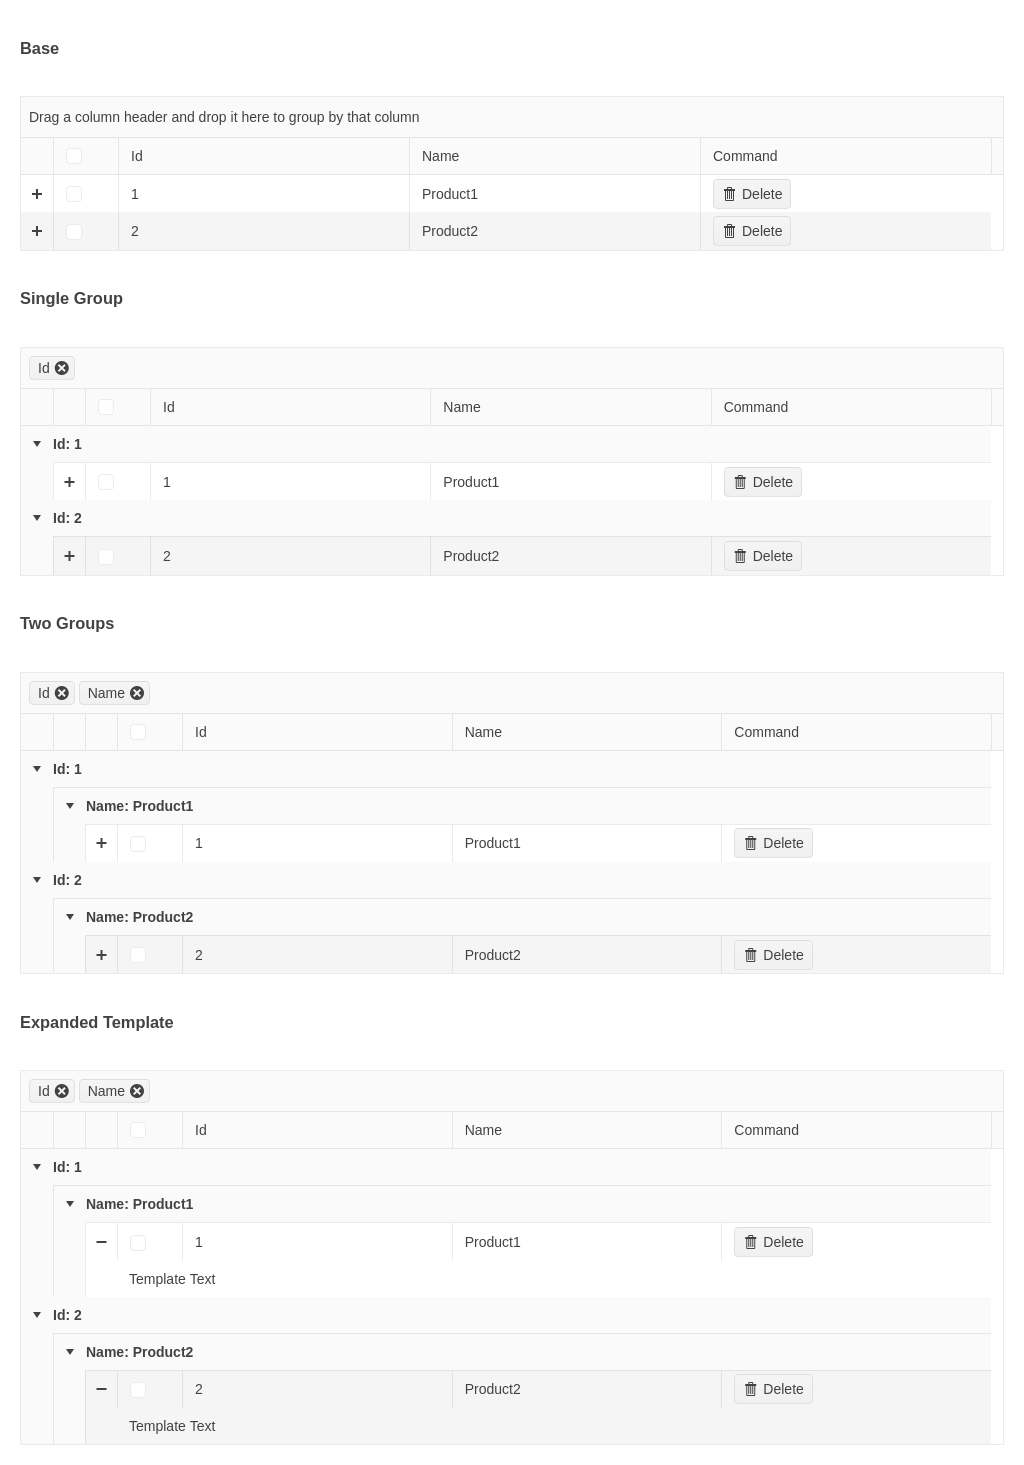 Base
Drag a column header and drop it here to group by that column
Id Name Command
1 Product1 Delete
2 Product2 Delete
Single Group
Id
Id Name Command
Id: 1
1 Product1 Delete
Id: 2
2 Product2 Delete
Two Groups
Id Name
Id Name Command
Id: 1
Name: Product1
1 Product1 Delete
Id: 2
Name: Product2
2 Product2 Delete
Expanded Template
Id Name
Id Name Command
Id: 1
Name: Product1
1 Product1 Delete
Template Text
Id: 2
Name: Product2
2 Product2 Delete
Template Text